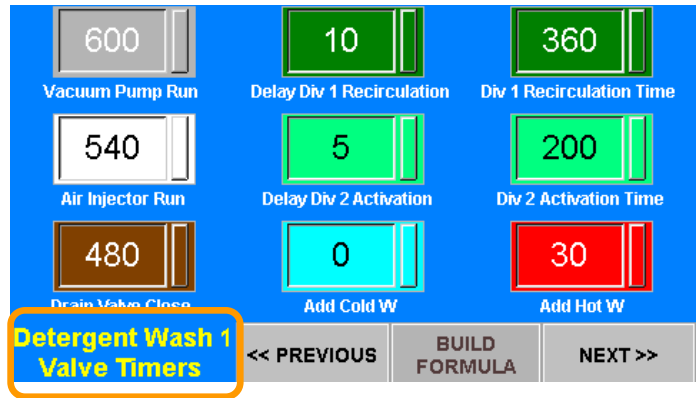 600 10 360
Vacuum Pump Run Delay Div 1 Recirculation Div 1 Recirculation Time
540 5 200
Air Injector Run Delay Div 2 Activation Div 2 Activation Time
480 0 30
Drain Valve Close Add Cold W Add Hot W
Detergent Wash 1
Valve Timers
<< PREVIOUS
BUILD
FORMULA
NEXT >>